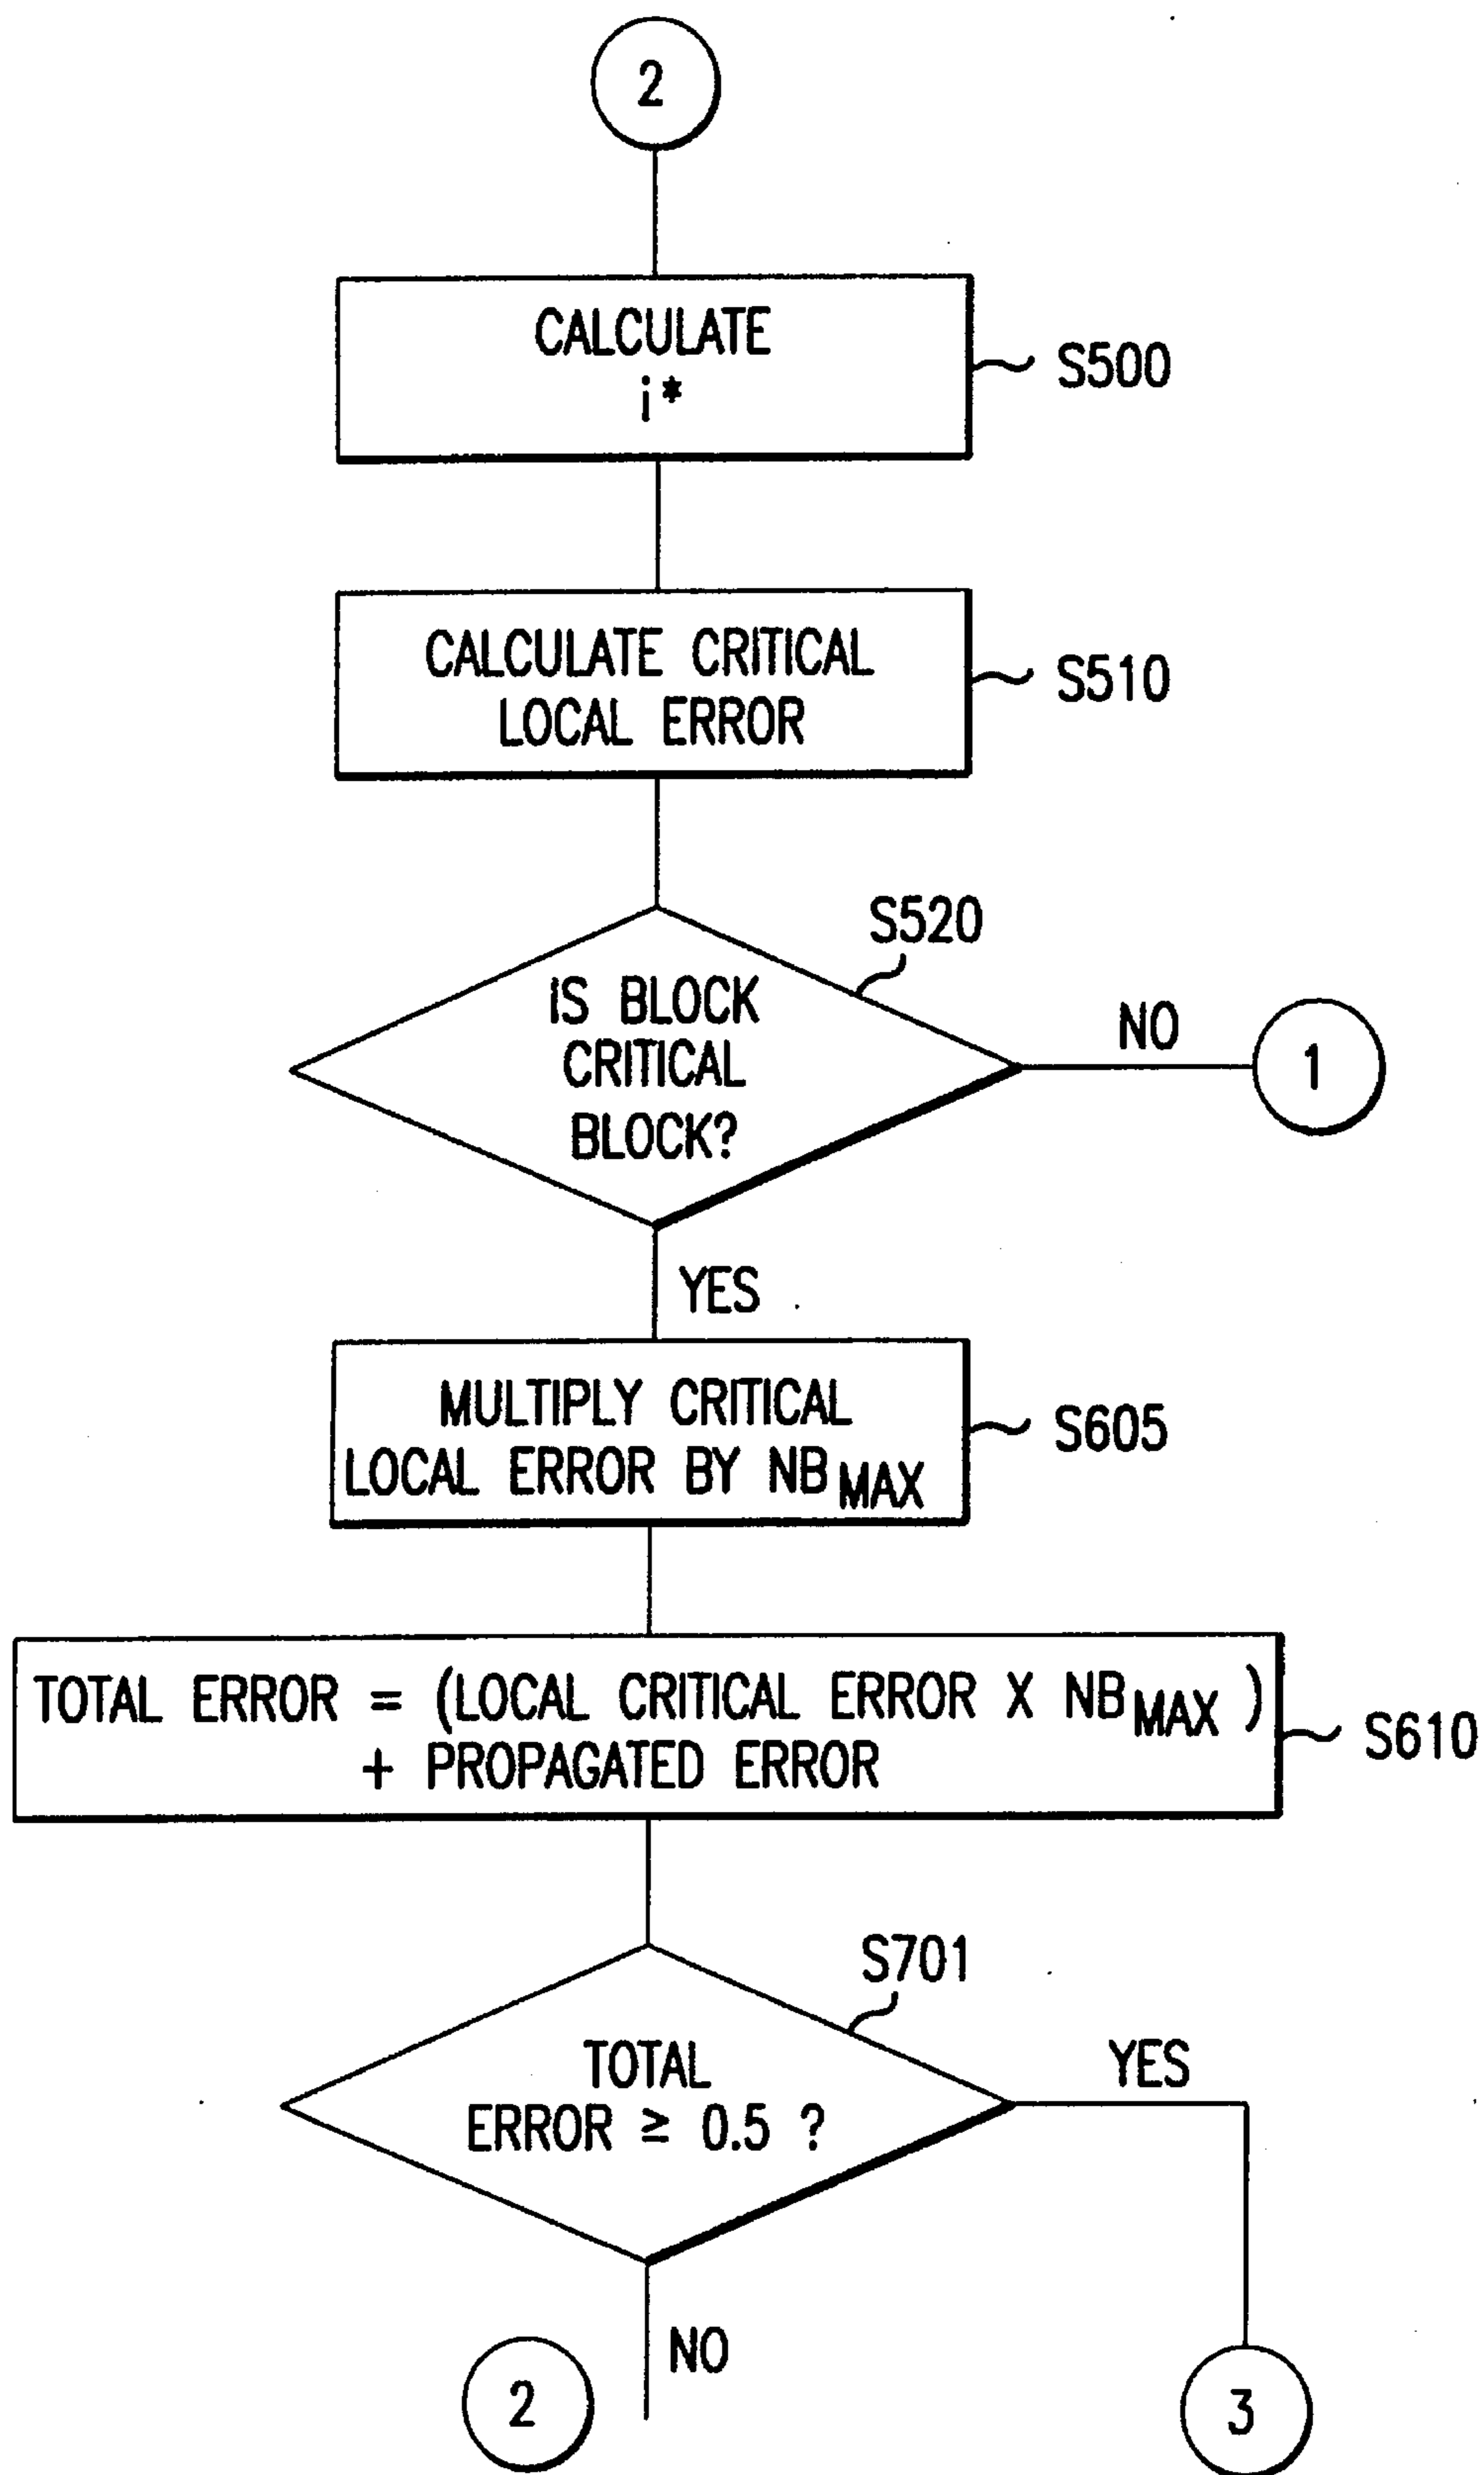 2
CALCULATE
i*
S500
CALCULATE CRITICAL
LOCAL ERROR
S510
S520
IS BLOCK
CRITICAL
BLOCK?
NO
1
YES
MULTIPLY CRITICAL
LOCAL ERROR BY NBMAX
S605
TOTAL ERROR = (LOCAL CRITICAL ERROR X NBMAX )
+ PROPAGATED ERROR
S610
S701
TOTAL
ERROR ≥ 0.5 ?
YES
NO
2
3